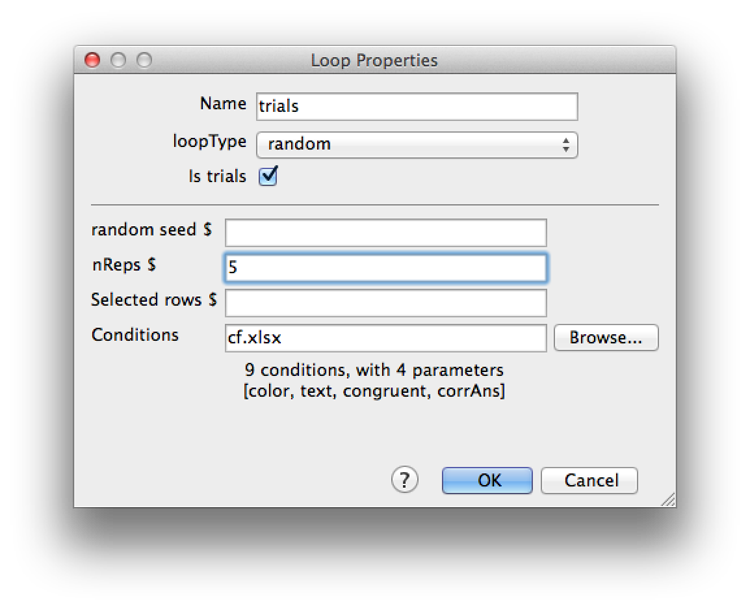 Loop Properties
Name trials
loopType random
Is trials
random seed $
nReps $ 5
Selected rows $
Conditions cf.xlsx Browse...
9 conditions, with 4 parameters
[color, text, congruent, corrAns]
? OK Cancel